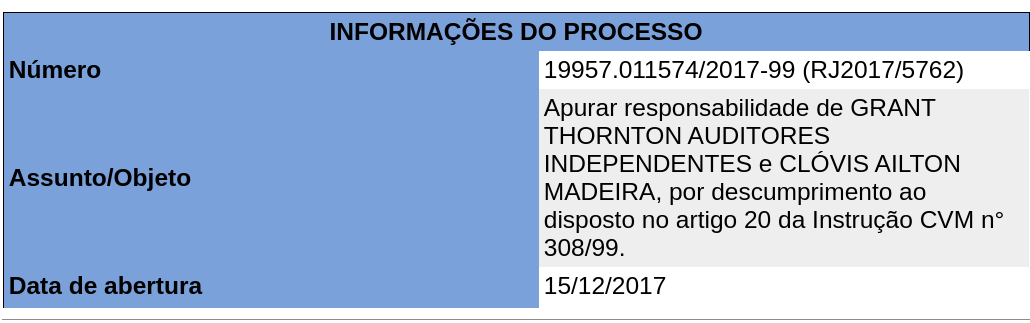 INFORMAÇÕES DO PROCESSO
Número
19957.011574/2017-99 (RJ2017/5762)
Assunto/Objeto
Apurar responsabilidade de GRANT
THORNTON AUDITORES
INDEPENDENTES e CLÓVIS AILTON
MADEIRA, por descumprimento ao
disposto no artigo 20 da Instrução CVM n°
308/99.
Data de abertura
15/12/2017